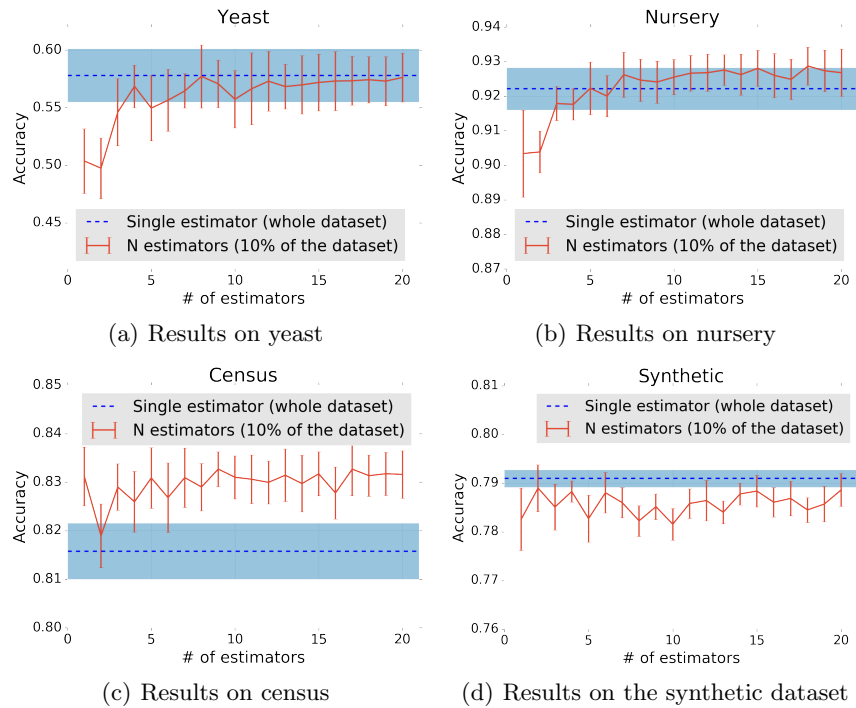 Yeast
0.60
0.55
0.50
0.45
Accuracy
Single estimator (whole dataset)
N estimators (10% of the dataset)
0 5 10 15 20
# of estimators
(a) Results on yeast
Nursery
0.94
0.93
0.92
0.91
0.90
0.89
0.88
0.87
Accuracy
Single estimator (whole dataset)
N estimators (10% of the dataset)
0 5 10 15 20
# of estimators
(b) Results on nursery
Census
0.85
0.84
0.83
0.82
0.81
0.80
Accuracy
Single estimator (whole dataset)
N estimators (10% of the dataset)
0 5 10 15 20
# of estimators
(c) Results on census
Synthetic
0.81
0.80
0.79
0.78
0.77
0.76
Accuracy
Single estimator (whole dataset)
N estimators (10% of the dataset)
0 5 10 15 20
# of estimators
(d) Results on the synthetic dataset